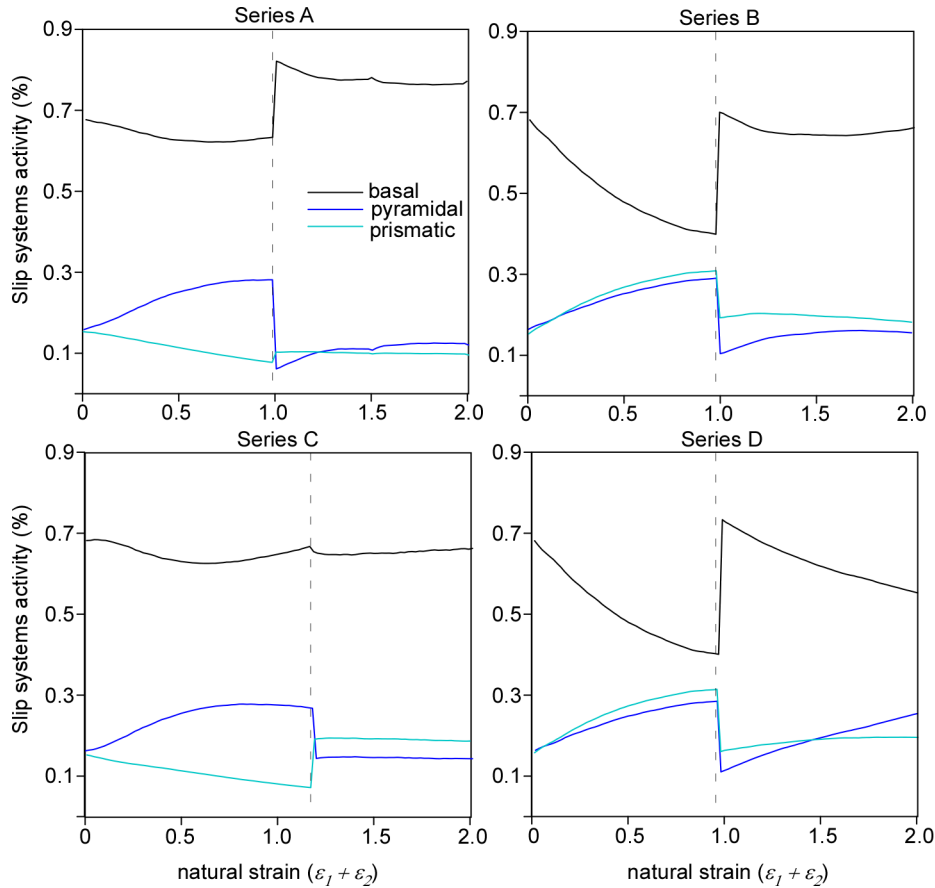 Series A
Slip systems activity (%)
0.9
0.7
0.5
0.3
0.1
basal
pyramidal
prismatic
0 0.5 1.0 1.5 2.0
Series B
0.9
0.7
0.5
0.3
0.1
0 0.5 1.0 1.5 2.0
Series C
Slip systems activity (%)
0.9
0.7
0.5
0.3
0.1
0 0.5 1.0 1.5 2.0
natural strain (ε1 + ε2)
Series D
0.9
0.7
0.5
0.3
0.1
0 0.5 1.0 1.5 2.0
natural strain (ε1 + ε2)